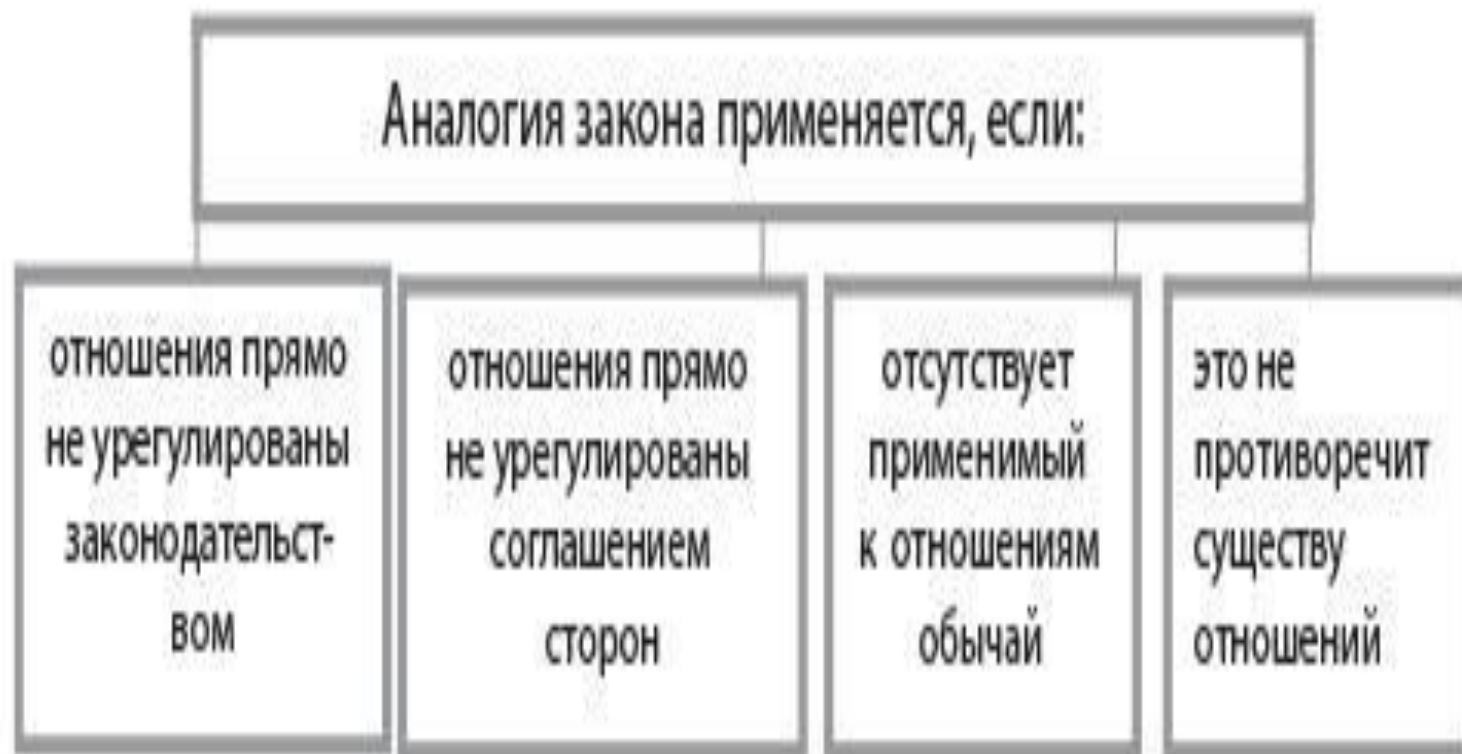 Аналогия закона применяется, если:
отношения прямо
не урегулированы
законодательст-
вом
отношения прямо
не урегулированы
соглашением
сторон
отсутствует
применимый
к отношениям
обычай
это не
противоречит
существу
отношений